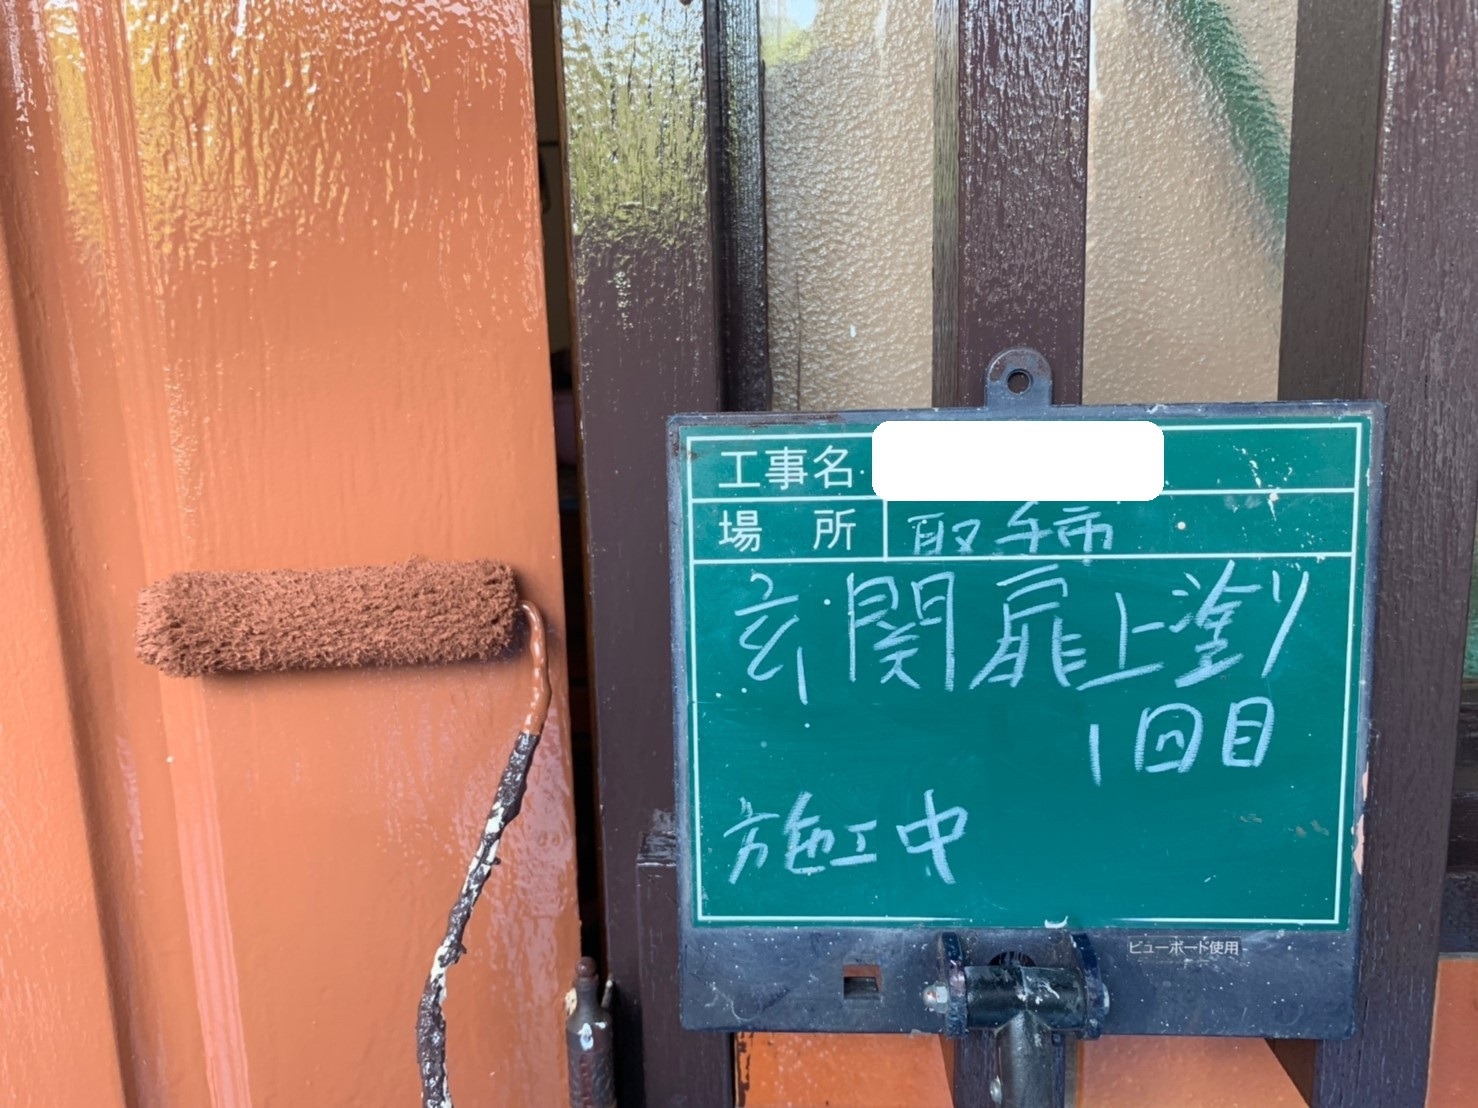 工事名
場 所 取手市
玄関扉上塗り
1回目
施工中
ビューボード使用